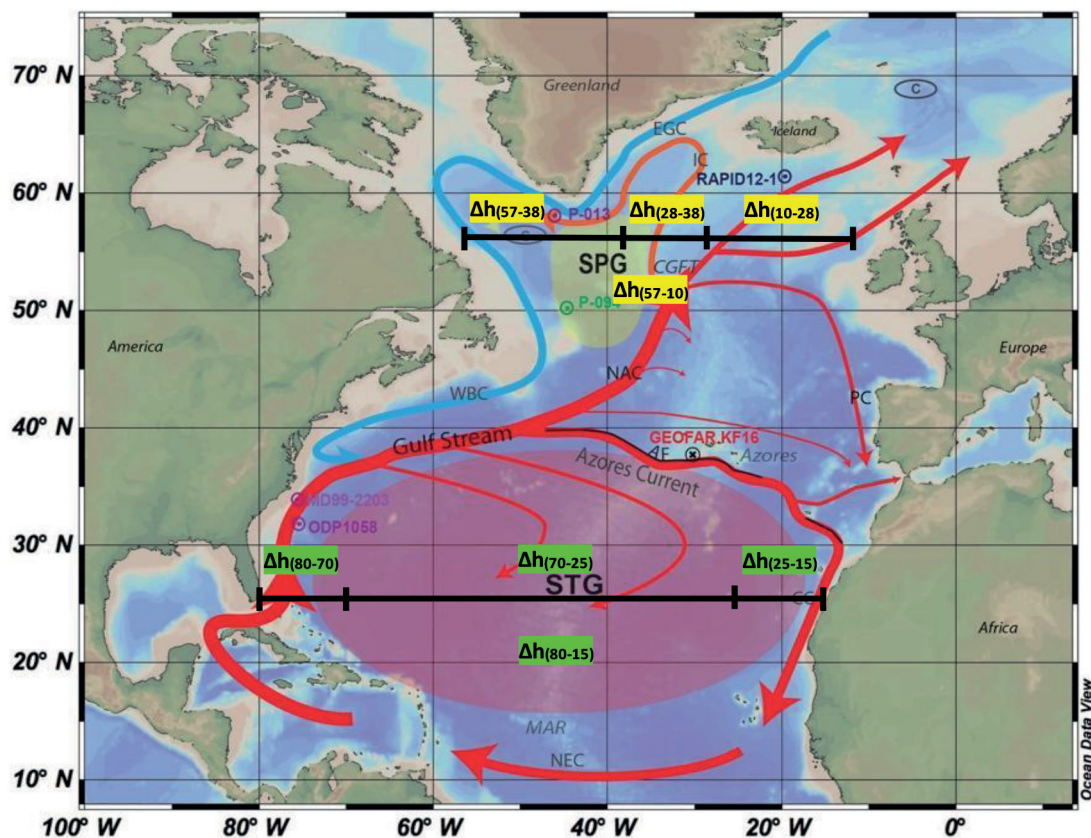 70° N
60° N
50° N
40° N
30° N
20° N
10° N
Greenland
C
EGC
Iceland
IC
RAPID12-1
Δh(57-38)
Δh(28-38)
Δh(10-28)
P-013
C
SPG
CGFT
Δh(57-10)
P-094
America
Europe
NAC
WBC
PC
Gulf Stream
GEOFAR KF16
AF
Azores
Azores Current
MD99-2203
ODP1058
Δh(80-70)
Δh(70-25)
Δh(25-15)
STG
CC
Africa
Δh(80-15)
MAR
NEC
100° W
80° W
60° W
40° W
20° W
0° W
Ocean Data View